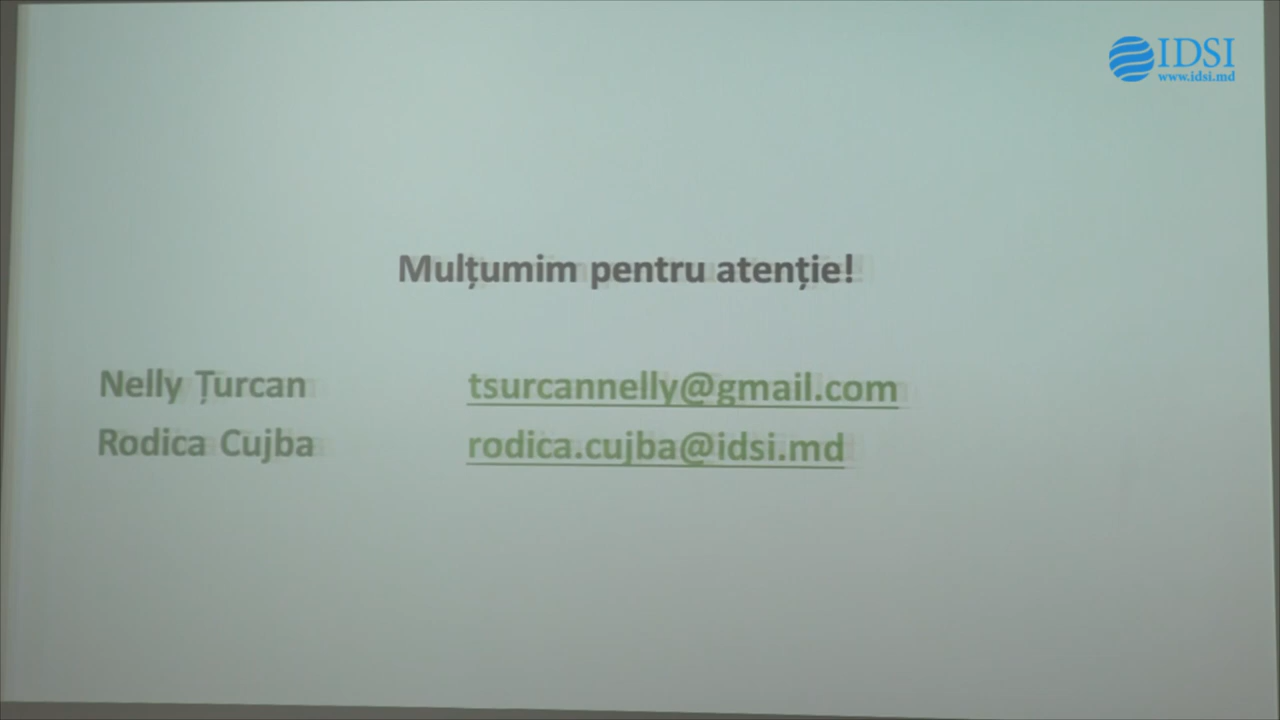 IDSI
www.idsi.md
Mulțumim pentru atenție!
Nelly Țurcan tsurcannelly@gmail.com
Rodica Cujba rodica.cujba@idsi.md